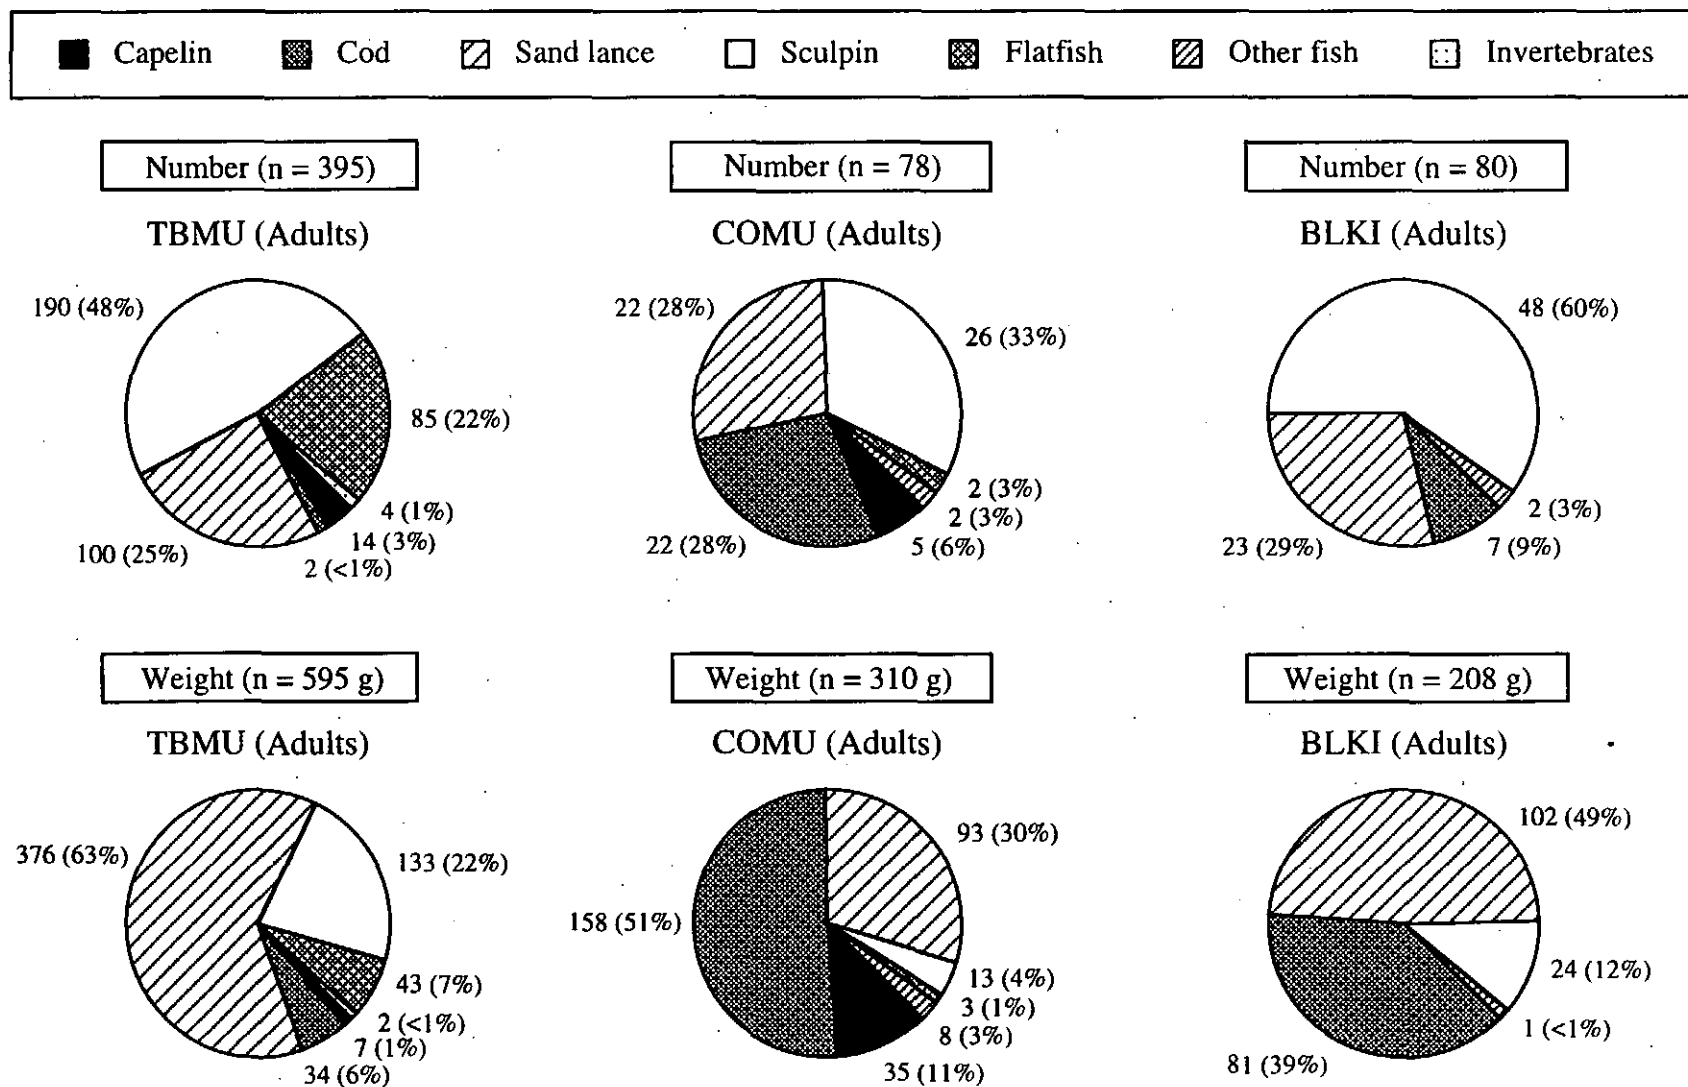 Capelin Cod Sand lance Sculpin Flatfish Other fish Invertebrates
Number (n = 395)
TBMU (Adults)
190 (48%)
85 (22%)
4 (1%)
14 (3%)
2 (<1%)
100 (25%)
Number (n = 78)
COMU (Adults)
22 (28%)
26 (33%)
2 (3%)
2 (3%)
5 (6%)
22 (28%)
Number (n = 80)
BLKI (Adults)
48 (60%)
2 (3%)
7 (9%)
23 (29%)
Weight (n = 595 g)
TBMU (Adults)
376 (63%)
133 (22%)
43 (7%)
2 (<1%)
7 (1%)
34 (6%)
Weight (n = 310 g)
COMU (Adults)
93 (30%)
158 (51%)
13 (4%)
3 (1%)
8 (3%)
35 (11%)
Weight (n = 208 g)
BLKI (Adults)
102 (49%)
24 (12%)
1 (<1%)
81 (39%)